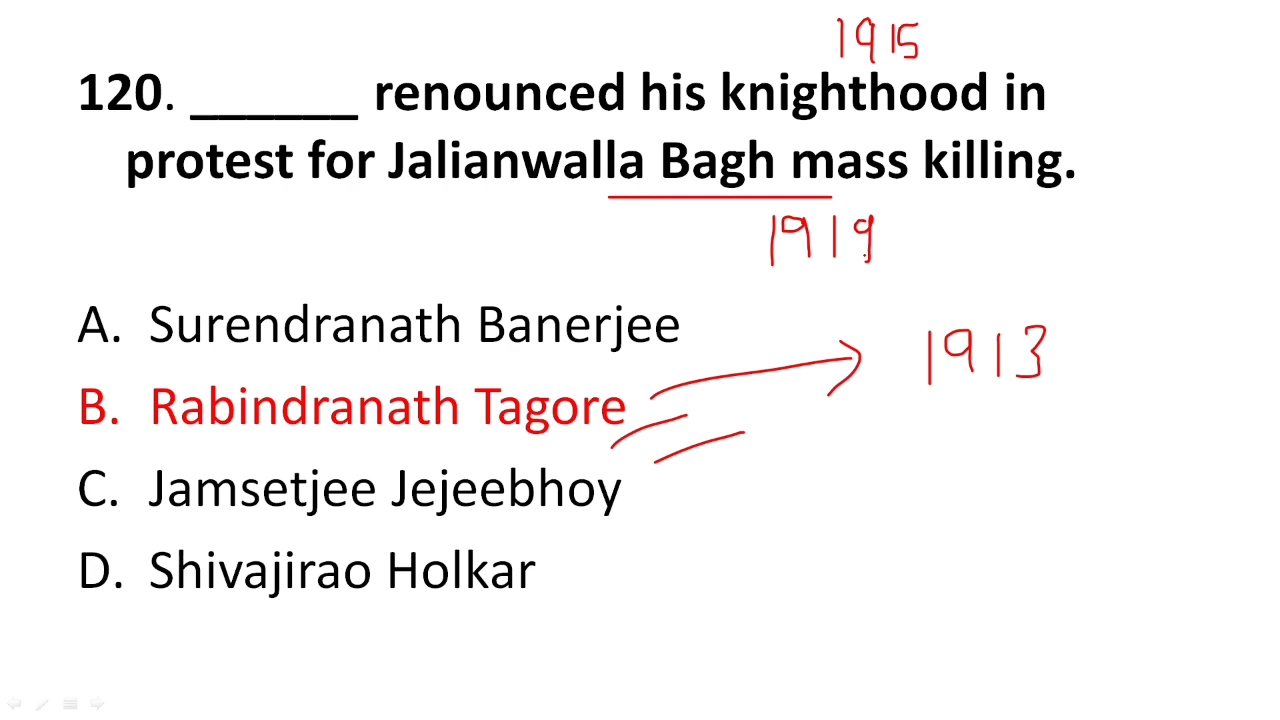 1915
120. ______ renounced his knighthood in
protest for Jalianwalla Bagh mass killing.
1919
A. Surendranath Banerjee
1913
B. Rabindranath Tagore
C. Jamsetjee Jejeebhoy
D. Shivajirao Holkar